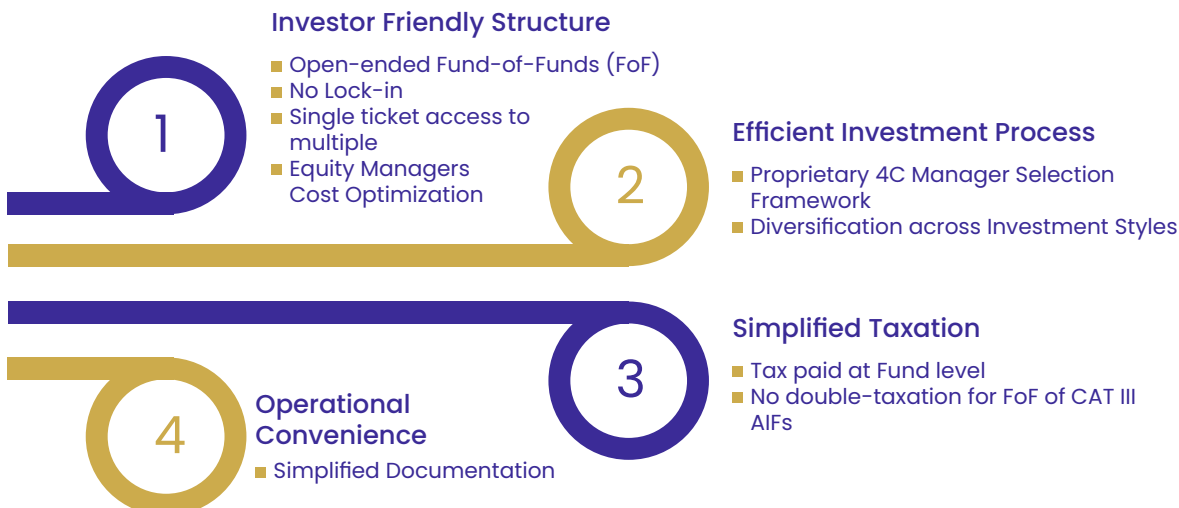 Investor Friendly Structure
Open-ended Fund-of-Funds (FoF)
No Lock-in
Single ticket access to
multiple
Equity Managers
Cost Optimization
1
2
Efficient Investment Process
Proprietary 4C Manager Selection
Framework
Diversification across Investment Styles
3
Simplified Taxation
Tax paid at Fund level
No double-taxation for FoF of CAT III
AIFs
4
Operational
Convenience
Simplified Documentation